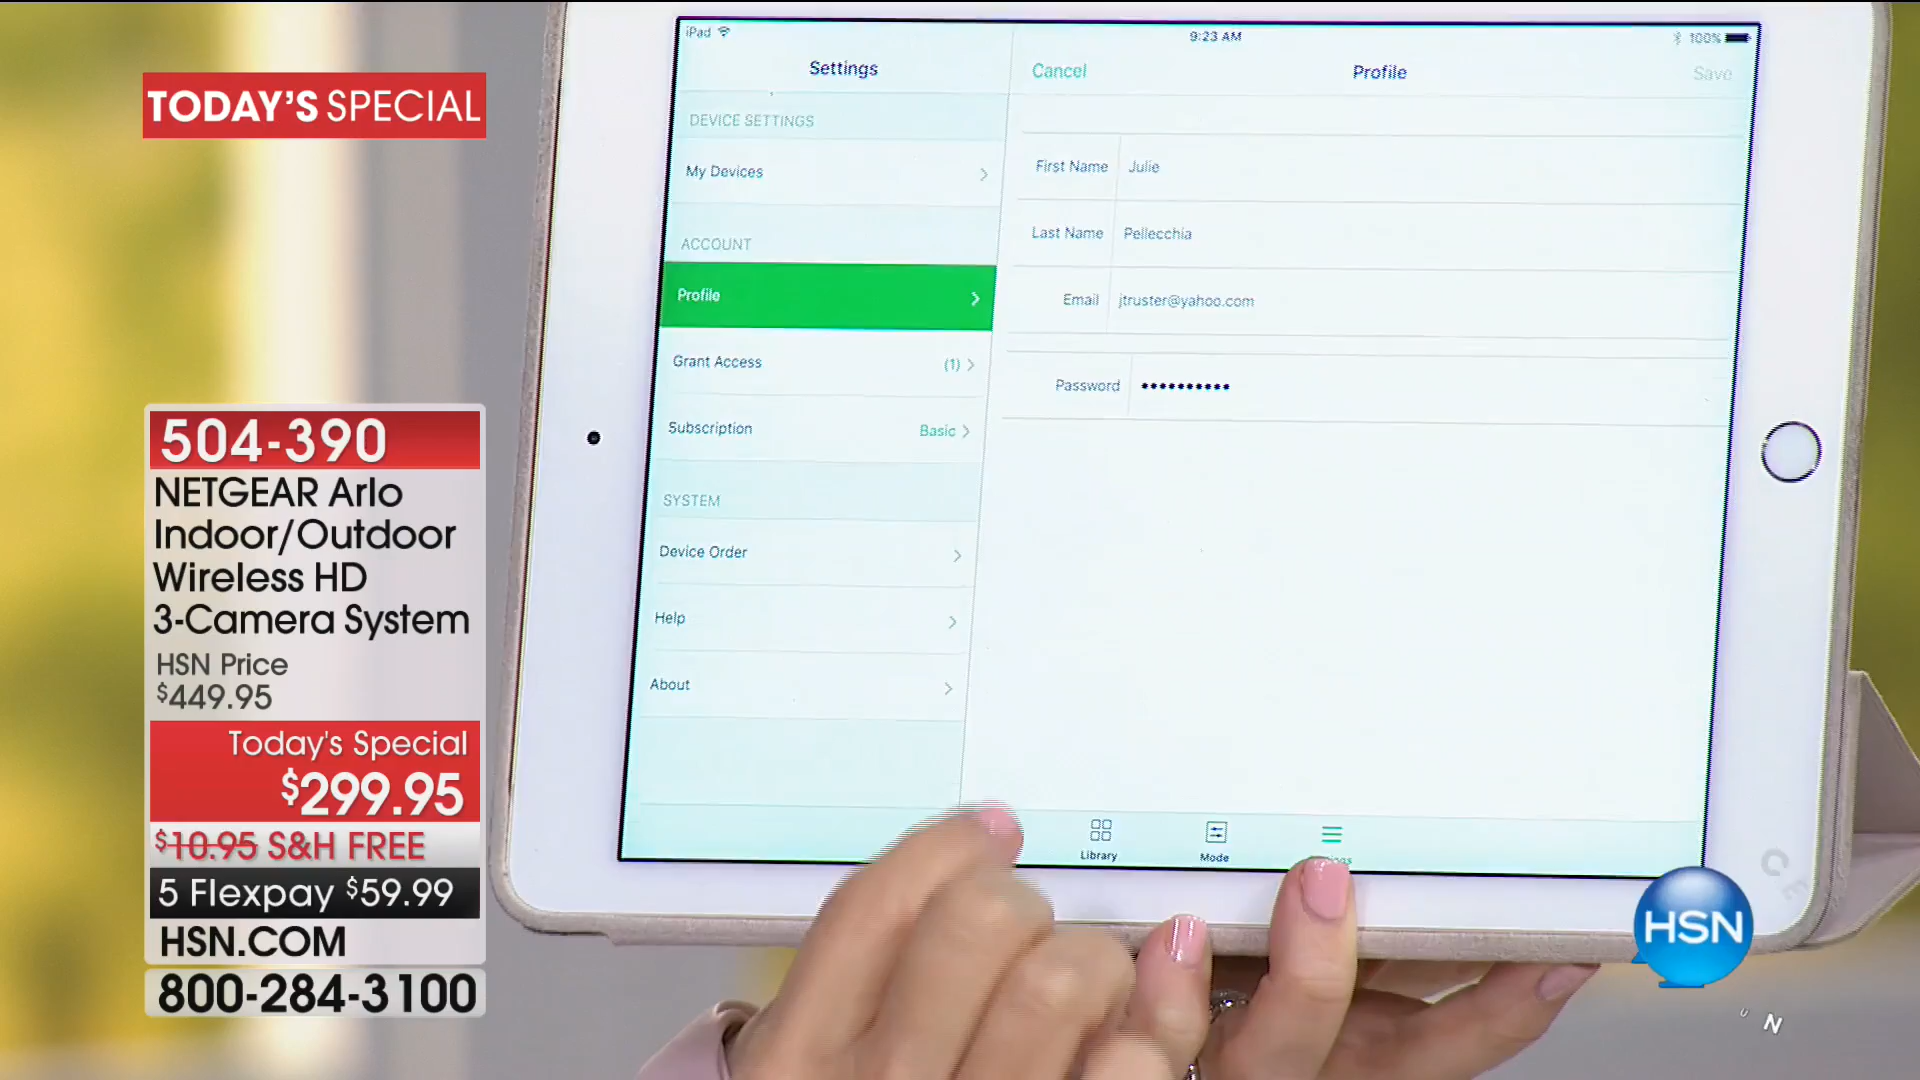 TODAY'S SPECIAL
504-390
NETGEAR Arlo
Indoor/Outdoor
Wireless HD
3-Camera System
HSN Price
$449.95
Today's Special
$299.95
$10.95 S&H FREE
5 Flexpay $59.99
HSN.COM
800-284-3100
iPad
9:23 AM
100%
Settings
Cancel
Profile
Save
DEVICE SETTINGS
My Devices
ACCOUNT
Profile
Grant Access (1)
Subscription Basic
SYSTEM
Device Order
Help
About
First Name Julie
Last Name Pellecchia
Email jtruster@yahoo.com
Password ••••••••••
Library
Mode
HSN